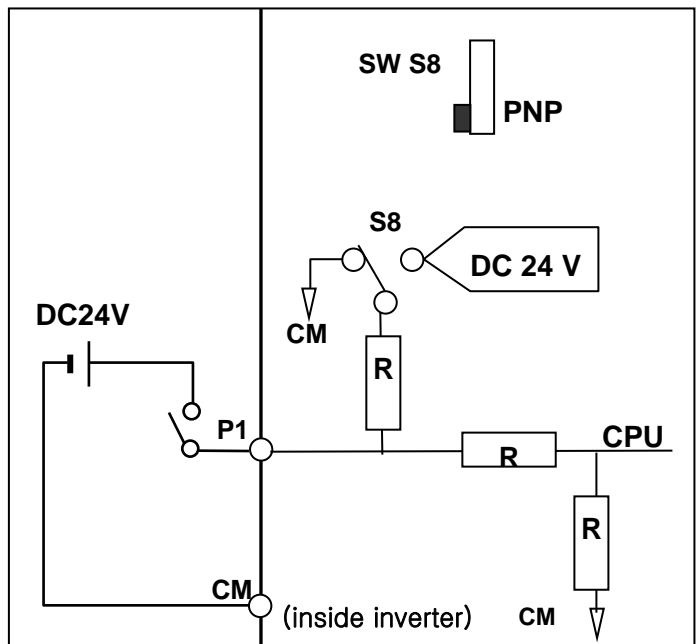 SW S8
PNP
S8
DC 24 V
DC24V
CM
R
P1
CPU
R
R
CM
(inside inverter)
CM